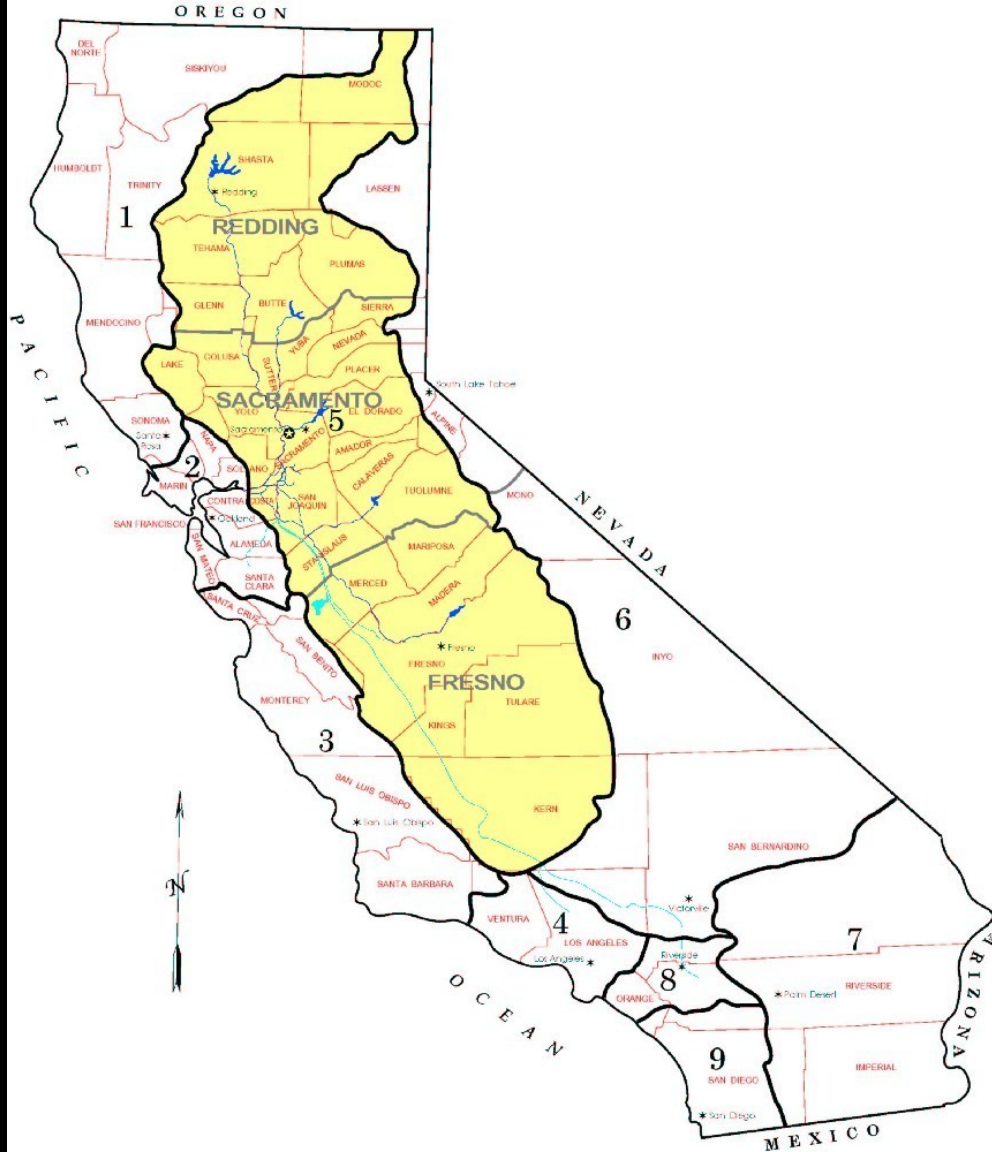 OREGON
DEL
NORTE
SISKIYOU
MODOC
HUMBOLDT
TRINITY
SHASTA
Redding
LASSEN
1
REDDING
TEHAMA
PLUMAS
GLENN
BUTTE
SIERRA
MENDOCINO
LAKE
COLUSA
SUTTER
YUBA
NEVADA
PLACER
PACIFIC
SACRAMENTO
YOLO
EL DORADO
South Lake Tahoe
ALPINE
SONOMA
Santa
Rosa
NAPA
Sacramento
SACRAMENTO
5
AMADOR
2
SOLANO
CALAVERAS
MARIN
TUOLUMNE
MONO
NEVADA
CONTRA COSTA
SAN
JOAQUIN
SAN FRANCISCO
Oakland
ALAMEDA
STANISLAUS
MARIPOSA
SAN MATEO
SANTA
CLARA
MERCED
MADERA
SANTA CRUZ
6
SAN BENITO
Fresno
INYO
FRESNO
FRESNO
MONTEREY
TULARE
KINGS
3
SAN LUIS OBISPO
San Luis Obispo
KERN
SAN BERNARDINO
N
SANTA BARBARA
Victorville
VENTURA
4
LOS ANGELES
Los Angeles
Riverside
7
8
RIVERSIDE
ORANGE
Palm Desert
ARIZONA
OCEAN
9
SAN DIEGO
IMPERIAL
San Diego
MEXICO